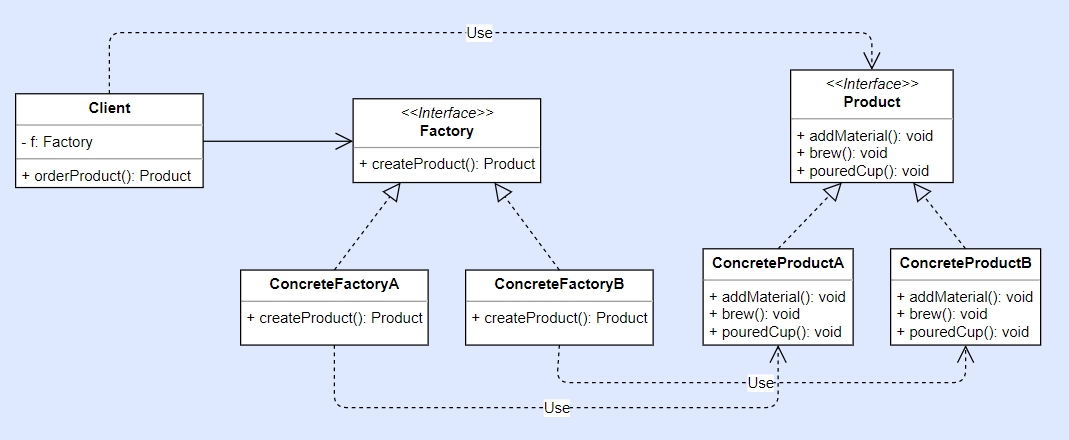 Use
Client
- f: Factory
+ orderProduct(): Product
<<Interface>>
Factory
+ createProduct(): Product
<<Interface>>
Product
+ addMaterial(): void
+ brew(): void
+ pouredCup(): void
ConcreteFactoryA
+ createProduct(): Product
ConcreteFactoryB
+ createProduct(): Product
ConcreteProductA
+ addMaterial(): void
+ brew(): void
+ pouredCup(): void
ConcreteProductB
+ addMaterial(): void
+ brew(): void
+ pouredCup(): void
Use
Use